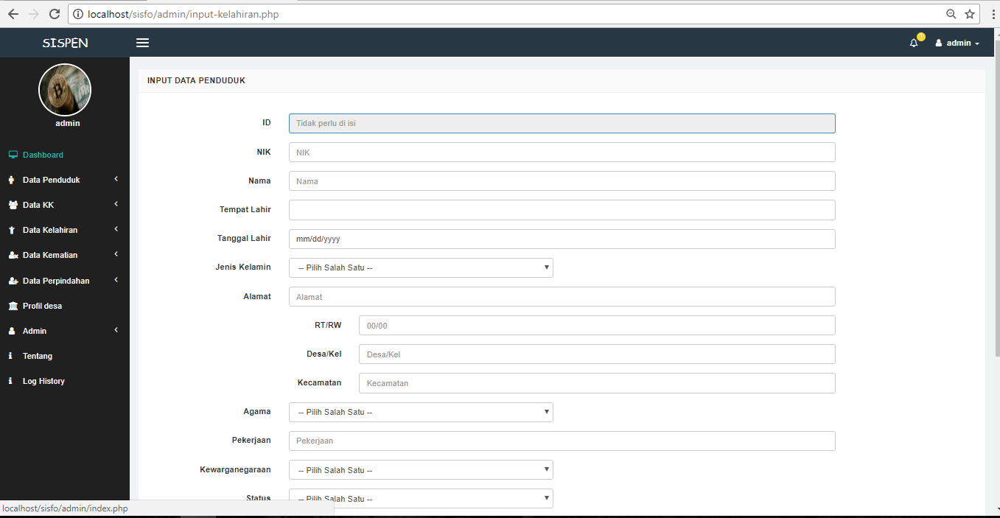 localhost/sisfo/admin/input-kelahiran.php
SISPEN
admin
admin
Dashboard
Data Penduduk
Data KK
Data Kelahiran
Data Kematian
Data Perpindahan
Profil desa
Admin
Tentang
Log History
INPUT DATA PENDUDUK
ID Tidak perlu di isi
NIK NIK
Nama Nama
Tempat Lahir
Tanggal Lahir mm/dd/yyyy
Jenis Kelamin -- Pilih Salah Satu --
Alamat Alamat
RT/RW 00/00
Desa/Kel Desa/Kel
Kecamatan Kecamatan
Agama -- Pilih Salah Satu --
Pekerjaan Pekerjaan
Kewarganegaraan -- Pilih Salah Satu --
Status -- Pilih Salah Satu --
localhost/sisfo/admin/index.php